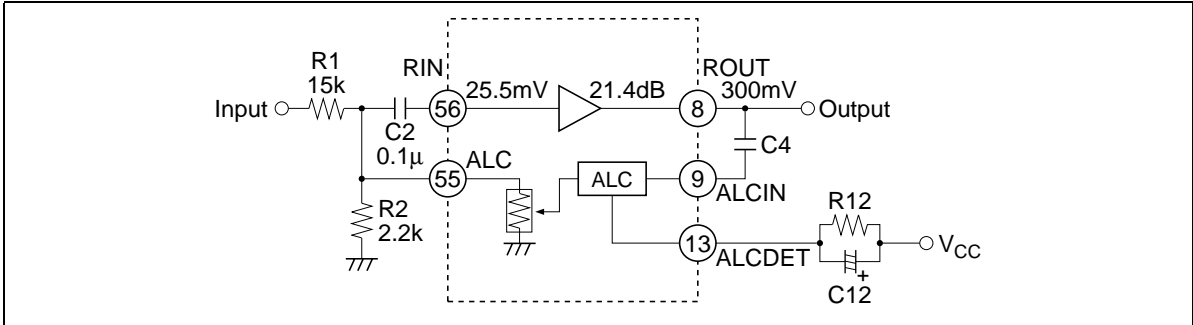 R1
15k
RIN
ROUT
Input
56
25.5mV
21.4dB
8
300mV
Output
C2
0.1μ
C4
55
ALC
ALC
9
ALCIN
R2
2.2k
R12
13
ALCDET
VCC
+
C12